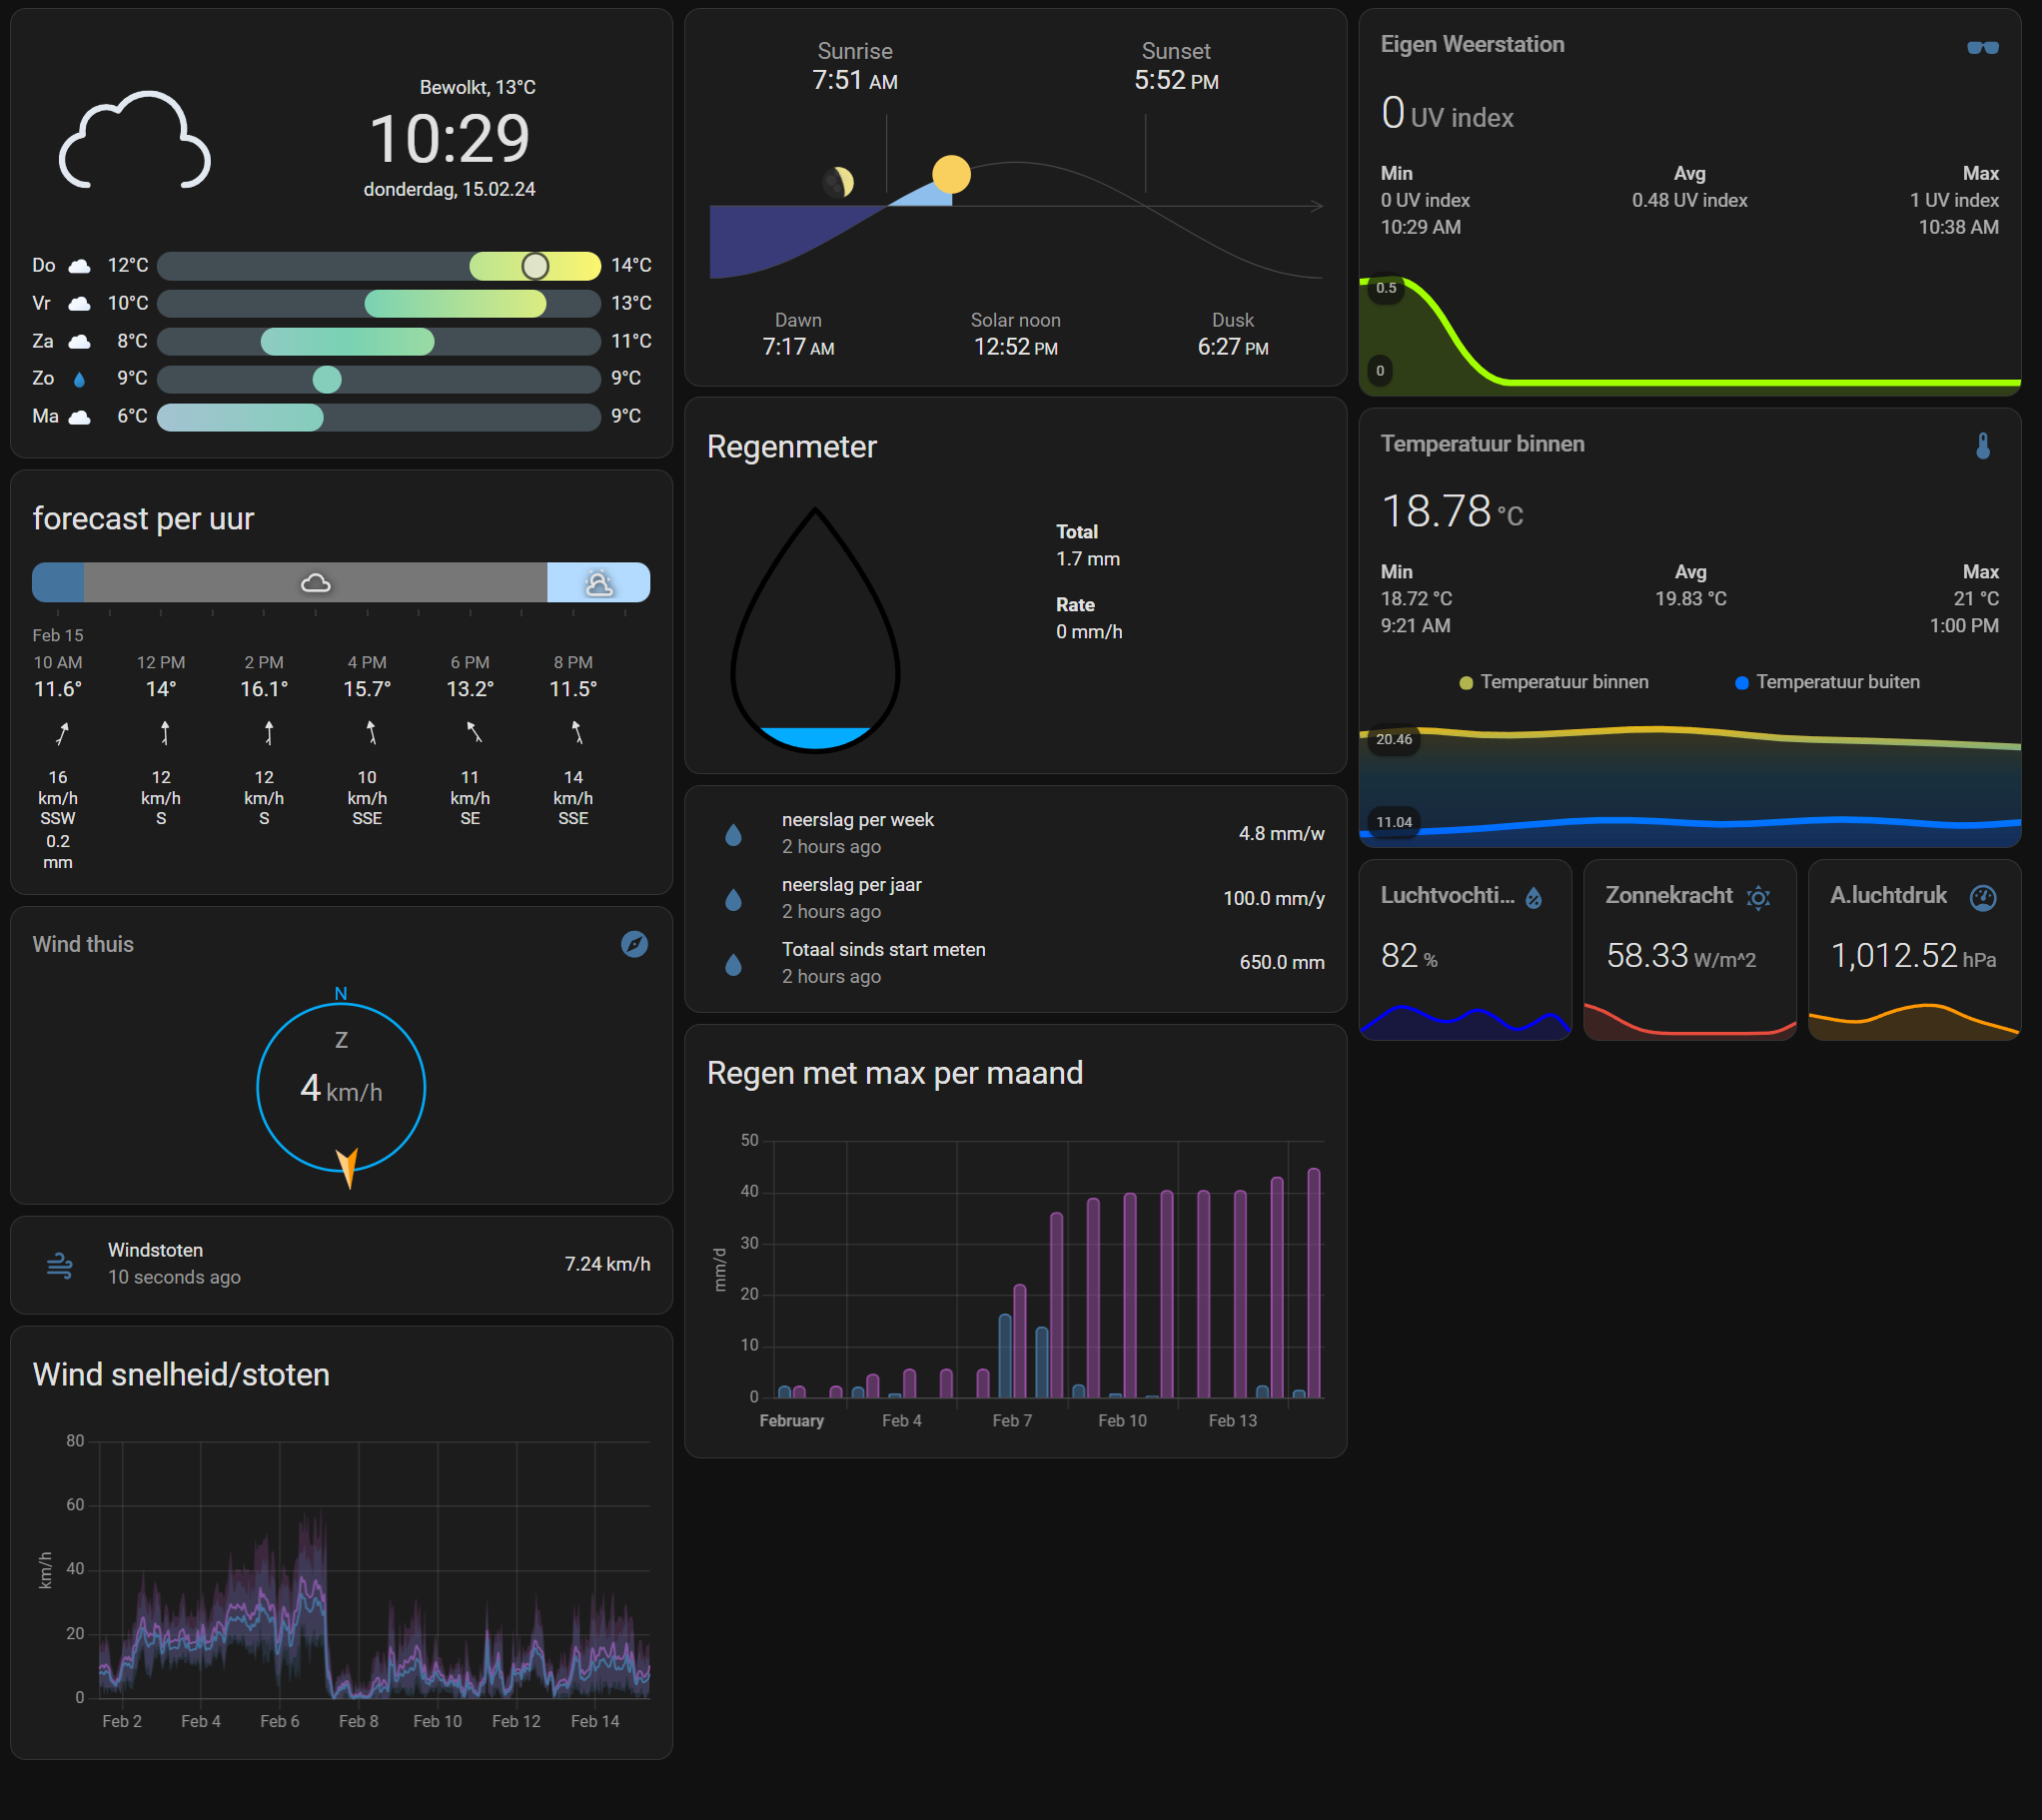 Bewolkt, 13°C
10:29
donderdag, 15.02.24
Do 12°C 14°C
Vr 10°C 13°C
Za 8°C 11°C
Zo 9°C 9°C
Ma 6°C 9°C
forecast per uur
Feb 15
10 AM 12 PM 2 PM 4 PM 6 PM 8 PM
11.6° 14° 16.1° 15.7° 13.2° 11.5°
16 12 12 10 11 14
km/h km/h km/h km/h km/h km/h
SSW S S SSE SE SSE
0.2
mm
Wind thuis
N
Z
4 km/h
Windstoten
10 seconds ago
7.24 km/h
Wind snelheid/stoten
80
60
40
20
0
km/h
Feb 2 Feb 4 Feb 6 Feb 8 Feb 10 Feb 12 Feb 14
Sunrise Sunset
7:51 AM 5:52 PM
Dawn Solar noon Dusk
7:17 AM 12:52 PM 6:27 PM
Regenmeter
Total
1.7 mm
Rate
0 mm/h
neerslag per week
2 hours ago
4.8 mm/w
neerslag per jaar
2 hours ago
100.0 mm/y
Totaal sinds start meten
2 hours ago
650.0 mm
Regen met max per maand
50
40
30
20
10
0
mm/d
February Feb 4 Feb 7 Feb 10 Feb 13
Eigen Weerstation
0 UV index
Min Avg Max
0 UV index 0.48 UV index 1 UV index
10:29 AM 10:38 AM
0.5
0
Temperatuur binnen
18.78 °C
Min Avg Max
18.72 °C 19.83 °C 21 °C
9:21 AM 1:00 PM
Temperatuur binnen Temperatuur buiten
20.46
11.04
Luchtvochti...
82 %
Zonnekracht
58.33 W/m^2
A.luchtdruk
1,012.52 hPa